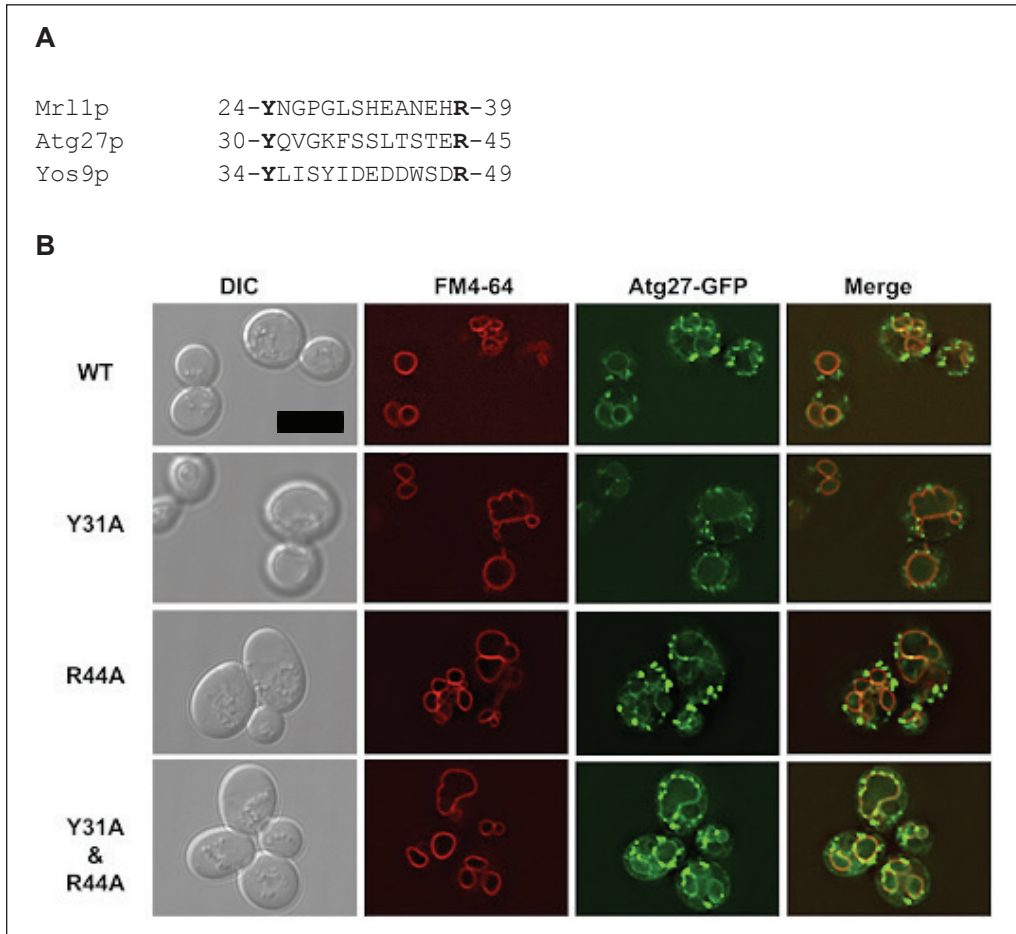 A
Mrl1p 24-YNGPGLSHEANEHR-39
Atg27p 30-YQVGKFSSLTSTER-45
Yos9p 34-YLISYIDEDDWSDR-49
B
DIC FM4-64 Atg27-GFP Merge
WT
Y31A
R44A
Y31A
&
R44A